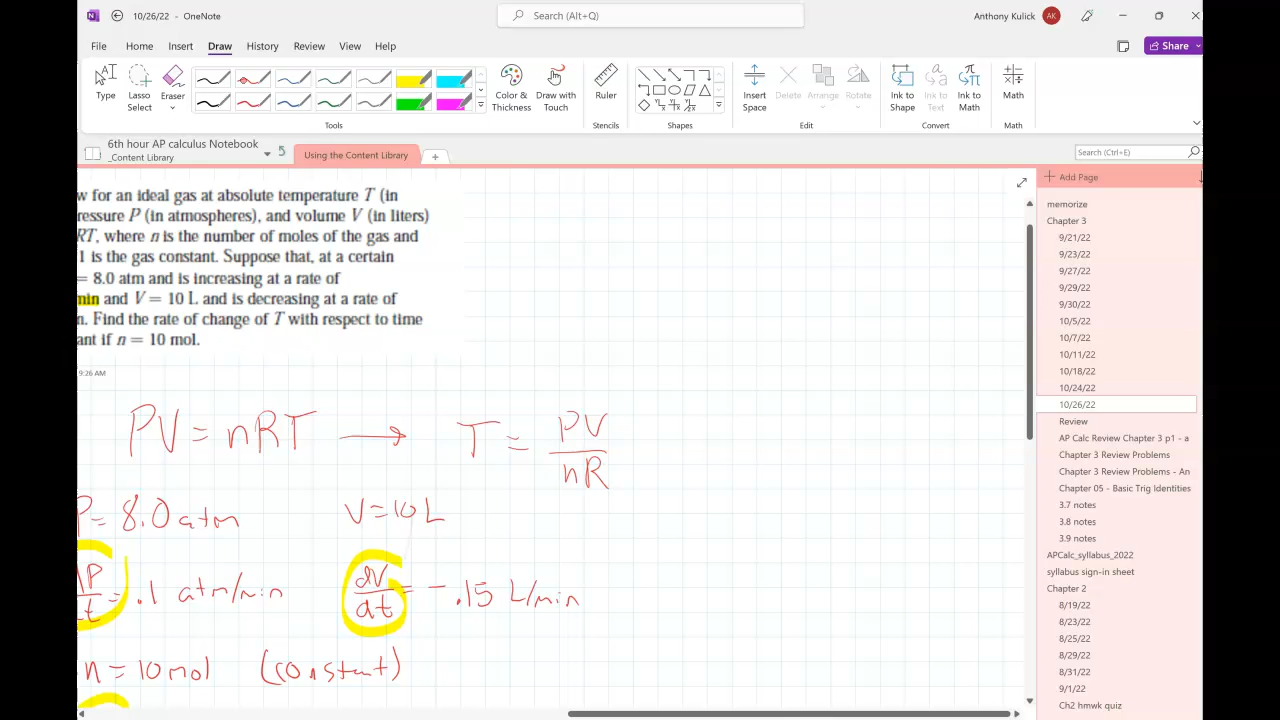 10/26/22 - OneNote
Search (Alt+Q)
Anthony Kulick AK
File Home Insert Draw History Review View Help
Share
Type
Lasso Select
Eraser
Color & Thickness
Draw with Touch
Ruler
Insert Space
Delete
Arrange
Rotate
Ink to Shape
Ink to Text
Ink to Math
Math
Tools Stencils Shapes Edit Convert Math
6th hour AP calculus Notebook
_Content Library
Using the Content Library
Search (Ctrl+E)
w for an ideal gas at absolute temperature T (in
ressure P (in atmospheres), and volume V (in liters)
RT, where n is the number of moles of the gas and
1 is the gas constant. Suppose that, at a certain
= 8.0 atm and is increasing at a rate of
min and V = 10 L and is decreasing at a rate of
n. Find the rate of change of T with respect to time
ant if n = 10 mol.
9:26 AM
PV = nRT → T = PV/nR
P = 8.0 atm V = 10 L
dP/dt = .1 atm/min dV/dt = -.15 L/min
n = 10 mol (constant)
Add Page
memorize
Chapter 3
9/21/22
9/23/22
9/27/22
9/29/22
9/30/22
10/5/22
10/7/22
10/11/22
10/18/22
10/24/22
10/26/22
Review
AP Calc Review Chapter 3 p1 - a
Chapter 3 Review Problems
Chapter 3 Review Problems - An
Chapter 05 - Basic Trig Identities
3.7 notes
3.8 notes
3.9 notes
APCalc_syllabus_2022
syllabus sign-in sheet
Chapter 2
8/19/22
8/23/22
8/25/22
8/29/22
8/31/22
9/1/22
Ch2 hmwk quiz